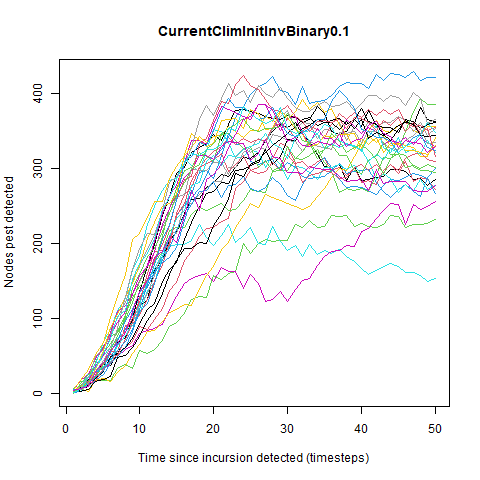 CurrentClimInitInvBinary0.1
Nodes pest detected
400
300
200
100
0
0 10 20 30 40 50
Time since incursion detected (timesteps)